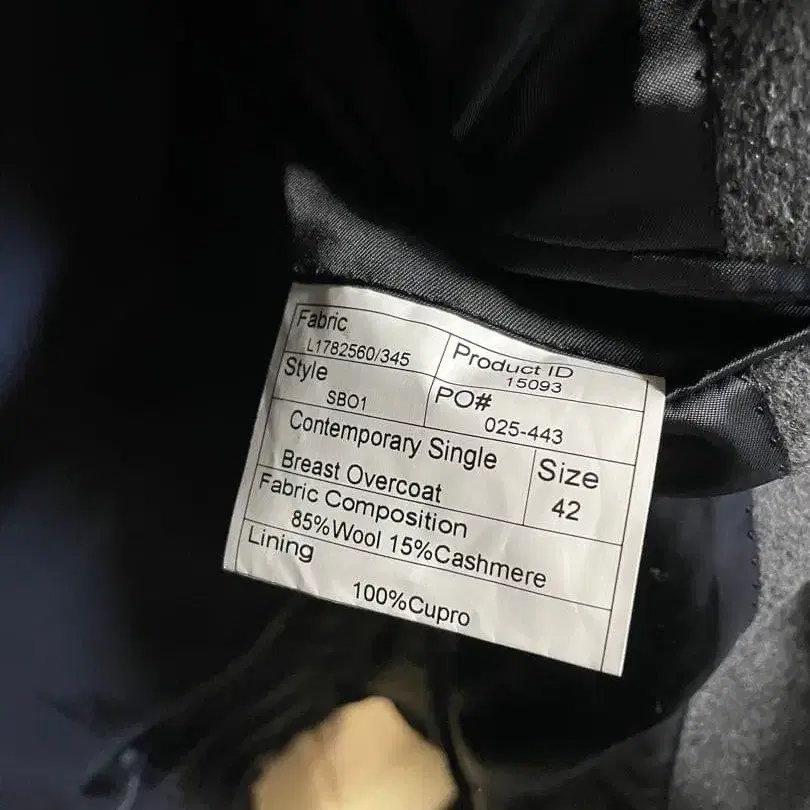 Fabric
L1782560/345
Product ID
15093
Style
SBO1
PO#
025-443
Contemporary Single
Breast Overcoat
Size
42
Fabric Composition
85%Wool 15%Cashmere
Lining
100%Cupro